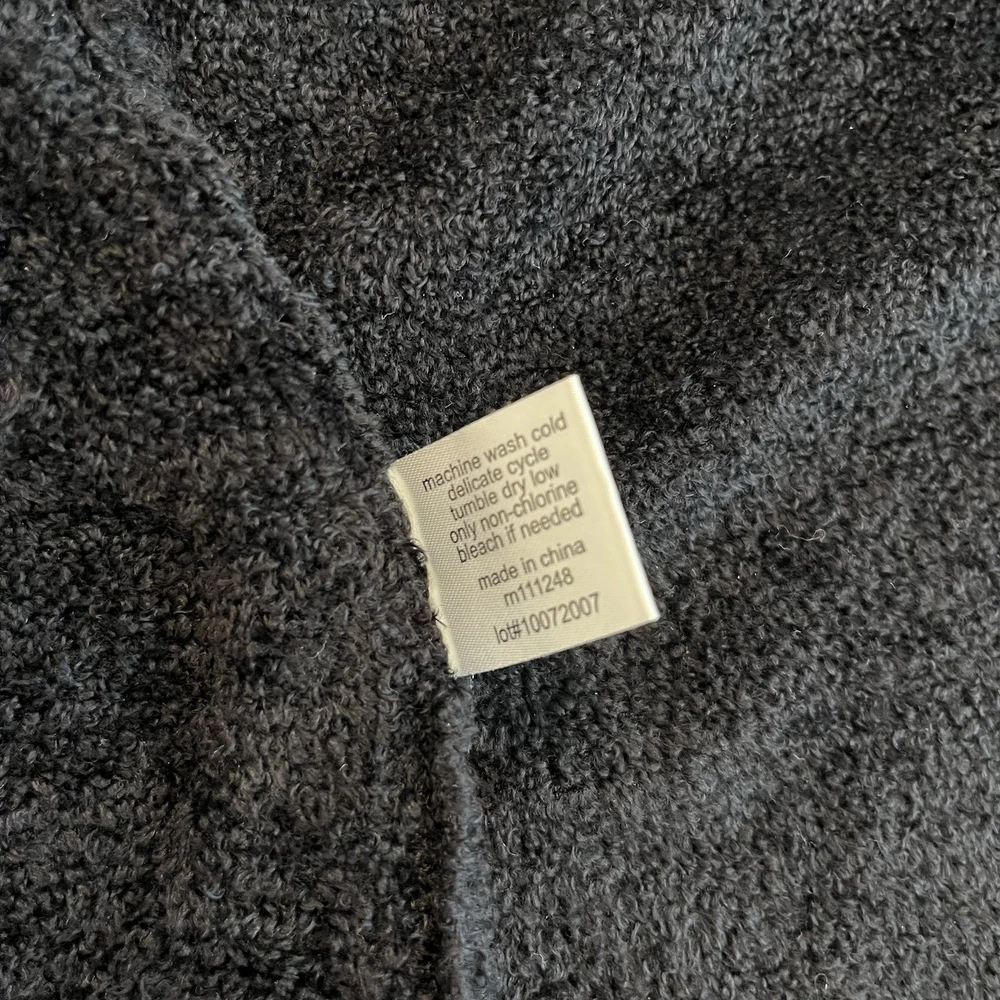 machine wash cold
delicate cycle
tumble dry low
only non-chlorine
bleach if needed
made in china
rn111248
lot#10072007